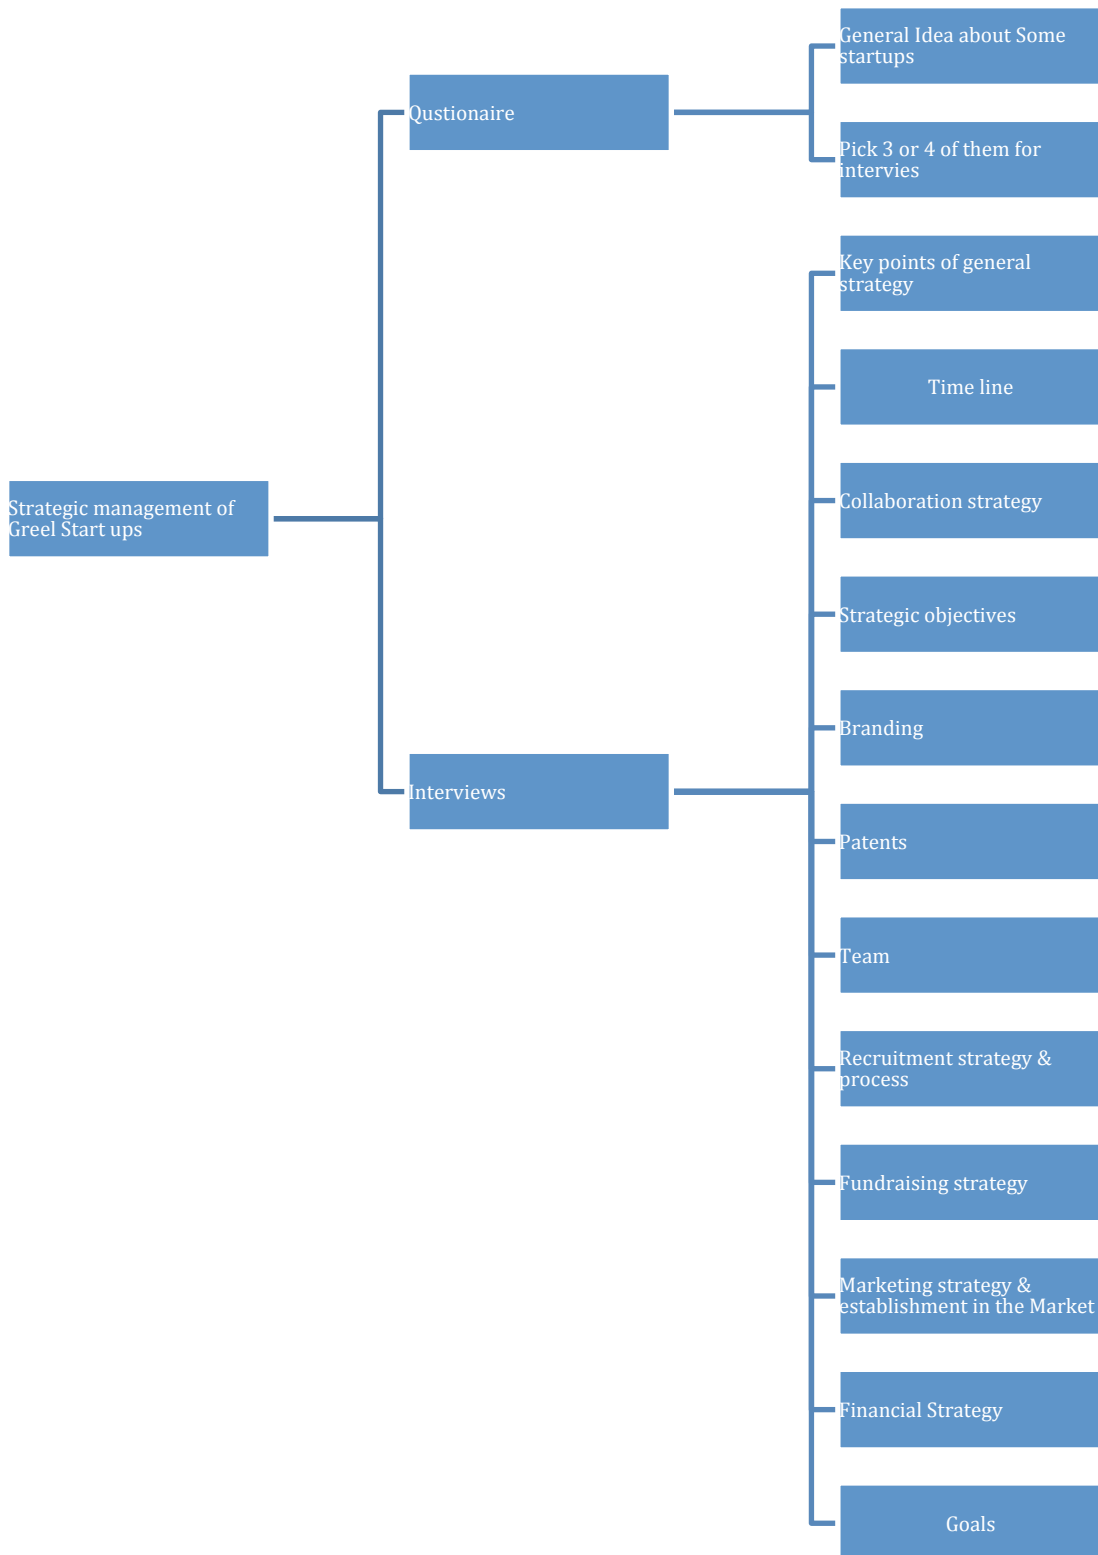 General Idea about Some
startups
Qustionaire
Pick 3 or 4 of them for
intervies
Key points of general
strategy
Time line
Collaboration strategy
Strategic management of
Greel Start ups
Strategic objectives
Branding
Interviews
Patents
Team
Recruitment strategy &
process
Fundraising strategy
Marketing strategy &
establishment in the Market
Financial Strategy
Goals